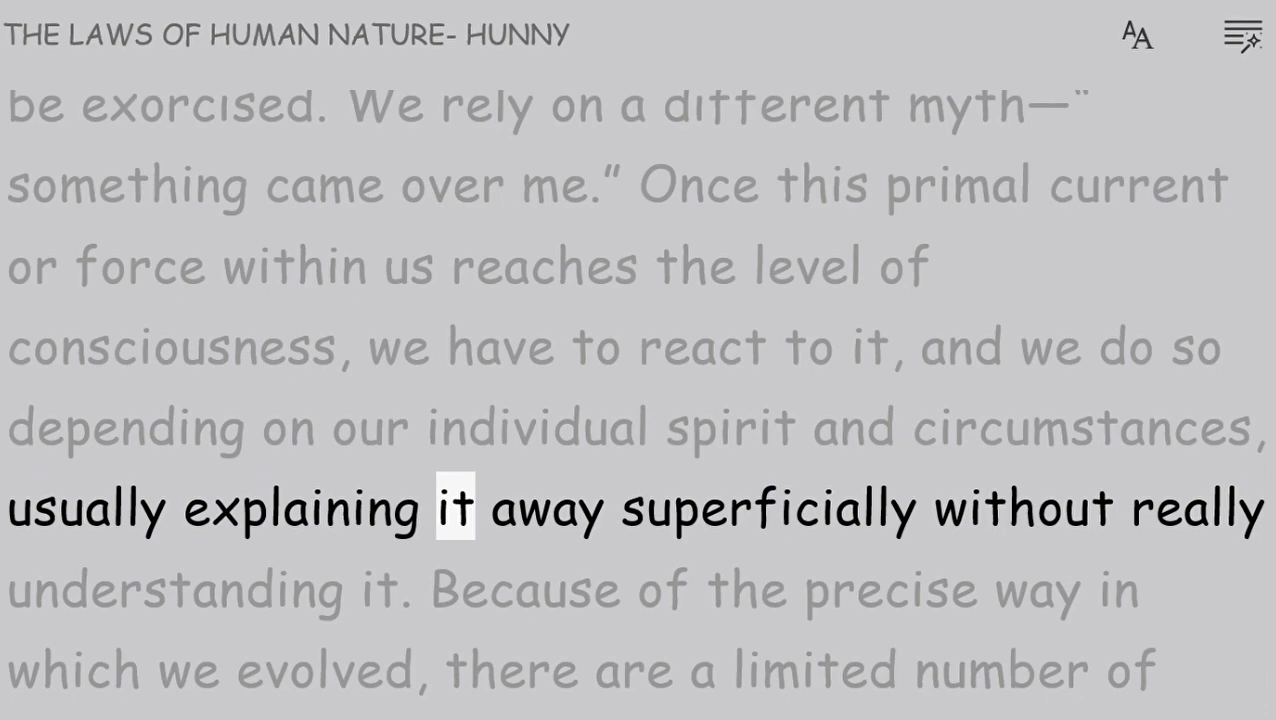 THE LAWS OF HUMAN NATURE- HUNNY
AA
be exorcised. We rely on a different myth—"
something came over me.” Once this primal current
or force within us reaches the level of
consciousness, we have to react to it, and we do so
depending on our individual spirit and circumstances,
usually explaining it away superficially without really
understanding it. Because of the precise way in
which we evolved, there are a limited number of